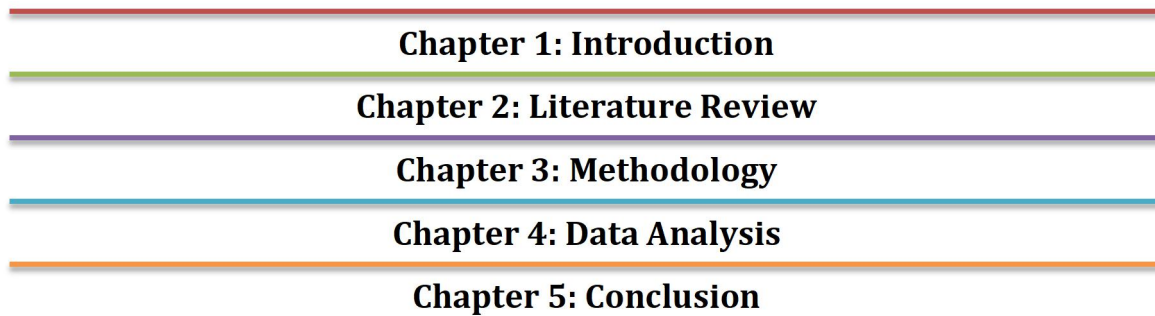 Chapter 1: Introduction
Chapter 2: Literature Review
Chapter 3: Methodology
Chapter 4: Data Analysis
Chapter 5: Conclusion